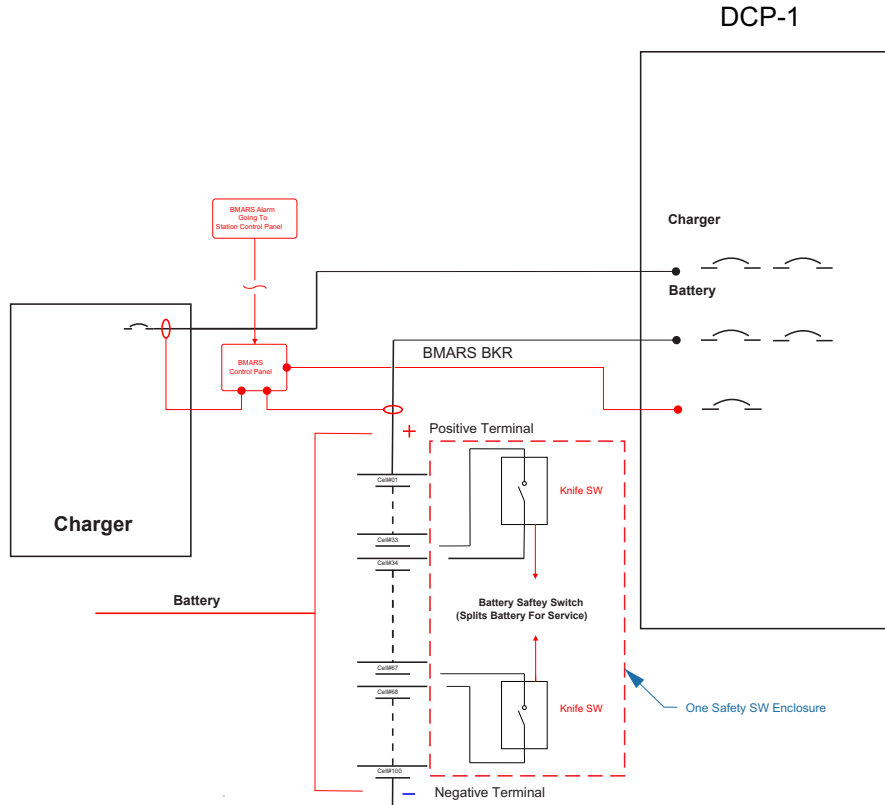 DCP-1
BMARS Alarm
Going To
Station Control Panel
Charger
Battery
BMARS BKR
BMARS
Control Panel
+ Positive Terminal
Cell#01
Knife SW
Charger
Cell#33
Cell#34
Battery
Battery Saftey Switch
(Splits Battery For Service)
Cell#67
Cell#68
Knife SW
One Safety SW Enclosure
Cell#100
− Negative Terminal